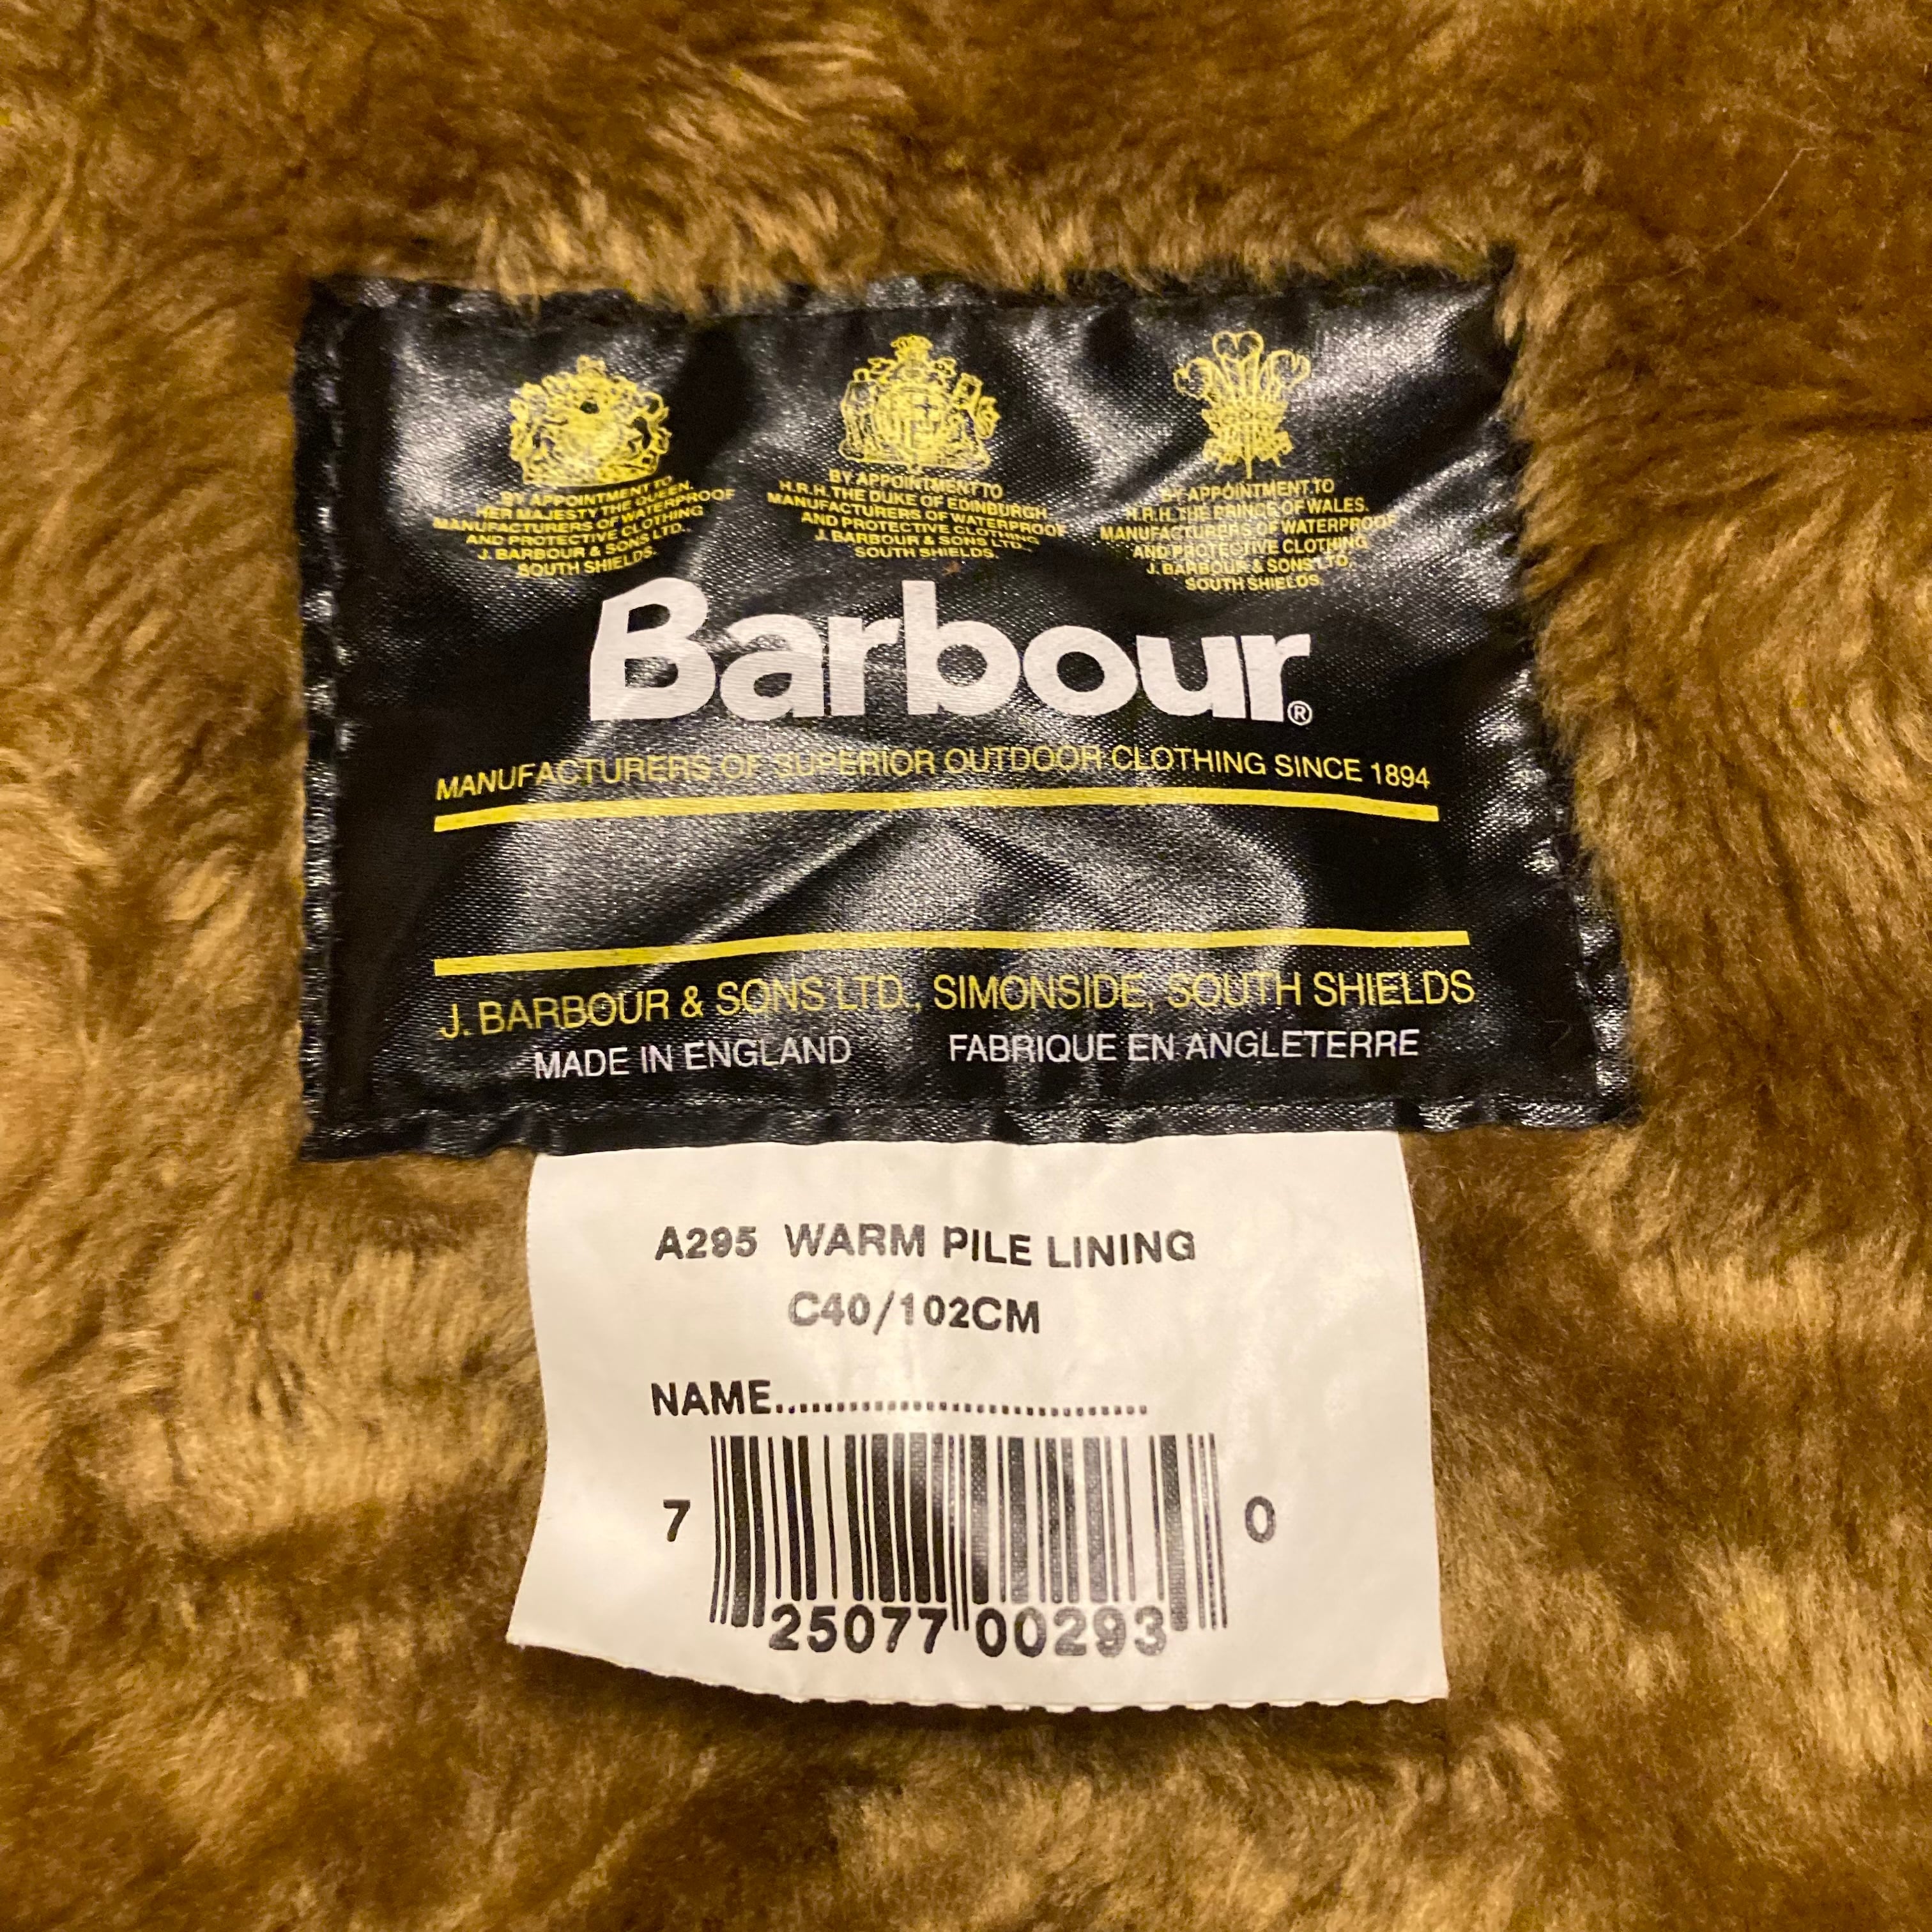 BY APPOINTMENT TO
HER MAJESTY THE QUEEN.
MANUFACTURERS OF WATERPROOF
AND PROTECTIVE CLOTHING
J. BARBOUR & SONS LTD.,
SOUTH SHIELDS.
BY APPOINTMENT TO
H.R.H. THE DUKE OF EDINBURGH.
MANUFACTURERS OF WATERPROOF
AND PROTECTIVE CLOTHING
J. BARBOUR & SONS LTD.,
SOUTH SHIELDS.
BY APPOINTMENT TO
H.R.H. THE PRINCE OF WALES.
MANUFACTURERS OF WATERPROOF
AND PROTECTIVE CLOTHING
J. BARBOUR & SONS LTD.
SOUTH SHIELDS.
Barbour®
MANUFACTURERS OF SUPERIOR OUTDOOR CLOTHING SINCE 1894
J. BARBOUR & SONS LTD., SIMONSIDE, SOUTH SHIELDS
MADE IN ENGLAND FABRIQUE EN ANGLETERRE
A295 WARM PILE LINING
C40/102CM
NAME..............................
7 25077 00293 0